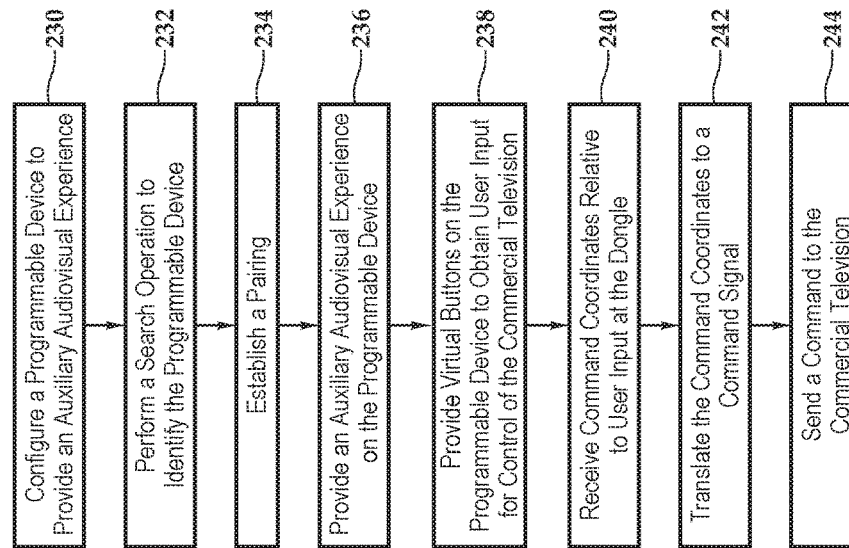 Configure a Programmable Device to
Provide an Auxiliary Audiovisual Experience
230
Perform a Search Operation to
Identify the Programmable Device
232
Establish a Pairing
234
Provide an Auxiliary Audiovisual Experience
on the Programmable Device
236
Provide Virtual Buttons on the
Programmable Device to Obtain User Input
for Control of the Commercial Television
238
Receive Command Coordinates Relative
to User Input at the Dongle
240
Translate the Command Coordinates to a
Command Signal
242
Send a Command to the
Commercial Television
244